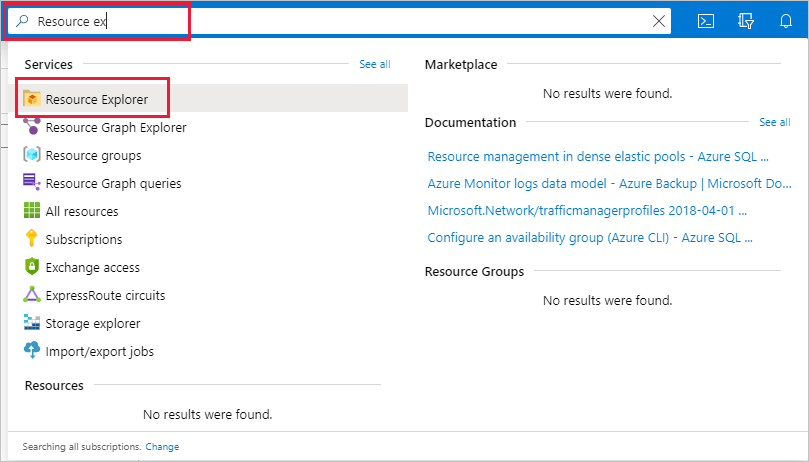 Resource ex
Services
See all
Resource Explorer
Resource Graph Explorer
Resource groups
Resource Graph queries
All resources
Subscriptions
Exchange access
ExpressRoute circuits
Storage explorer
Import/export jobs
Resources
No results were found.
Marketplace
No results were found.
Documentation
See all
Resource management in dense elastic pools - Azure SQL ...
Azure Monitor logs data model - Azure Backup | Microsoft Do...
Microsoft.Network/trafficmanagerprofiles 2018-04-01 ...
Configure an availability group (Azure CLI) - Azure SQL ...
Resource Groups
No results were found.
Searching all subscriptions. Change